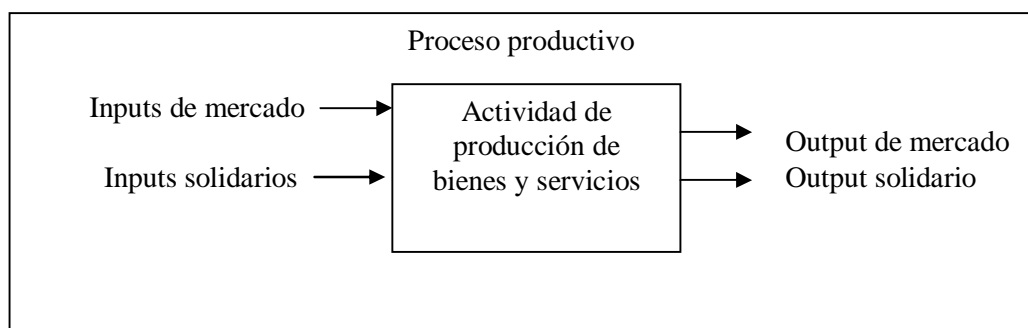 Proceso productivo
Inputs de mercado
Inputs solidarios
Actividad de
producción de
bienes y servicios
Output de mercado
Output solidario